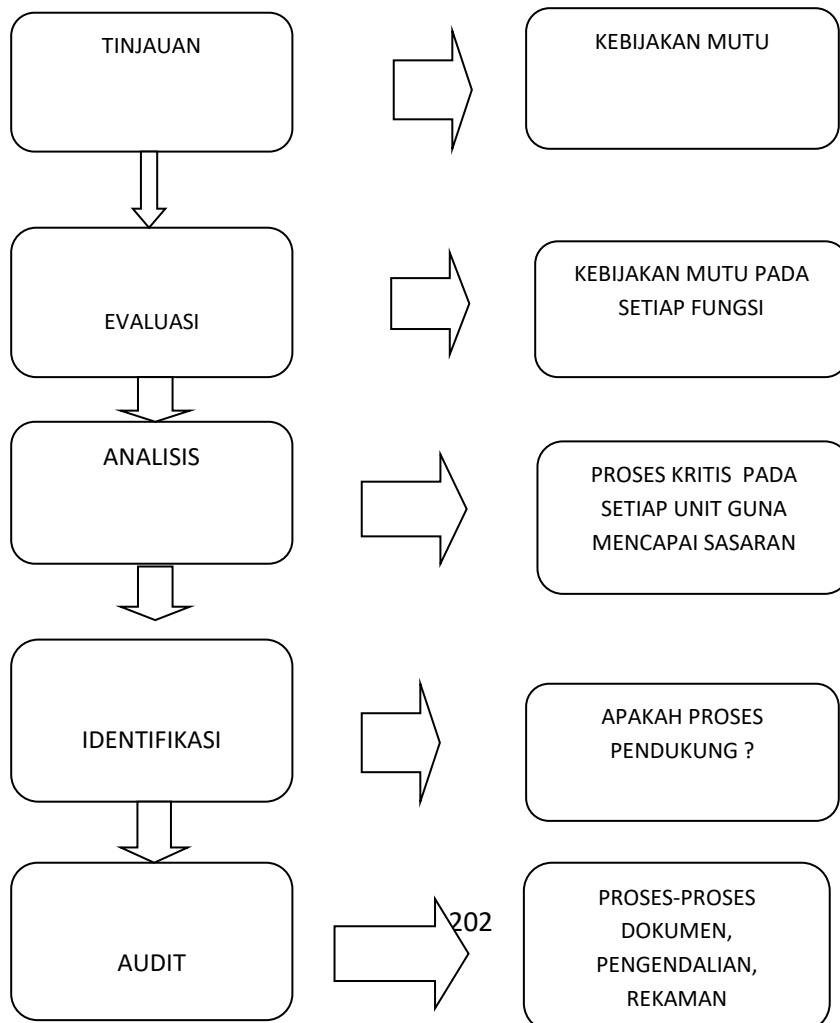 TINJAUAN
KEBIJAKAN MUTU
EVALUASI
KEBIJAKAN MUTU PADA
SETIAP FUNGSI
ANALISIS
PROSES KRITIS PADA
SETIAP UNIT GUNA
MENCAPAI SASARAN
IDENTIFIKASI
APAKAH PROSES
PENDUKUNG ?
AUDIT
202
PROSES-PROSES
DOKUMEN,
PENGENDALIAN,
REKAMAN